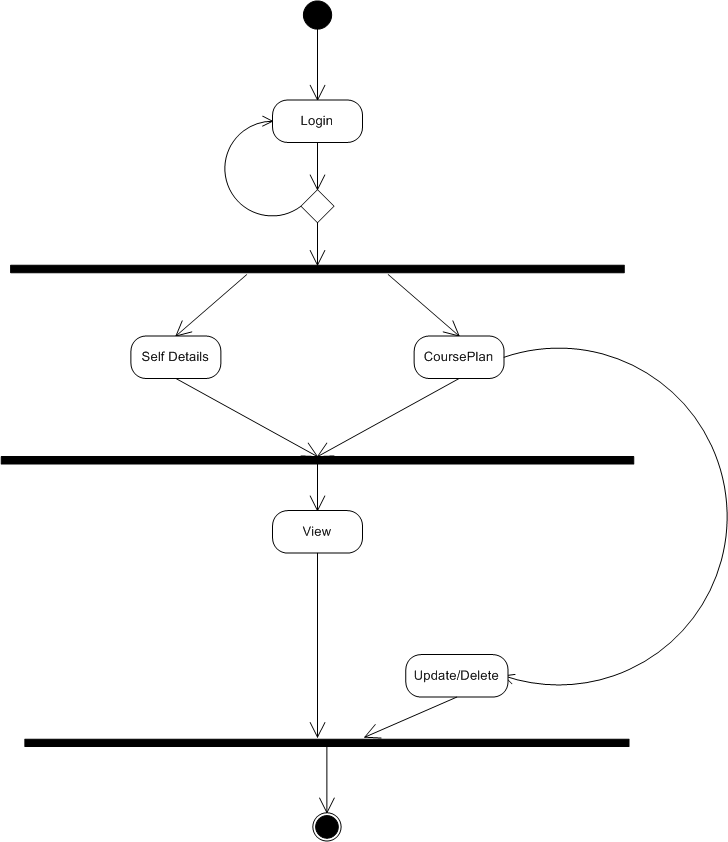 Login
Self Details
CoursePlan
View
Update/Delete